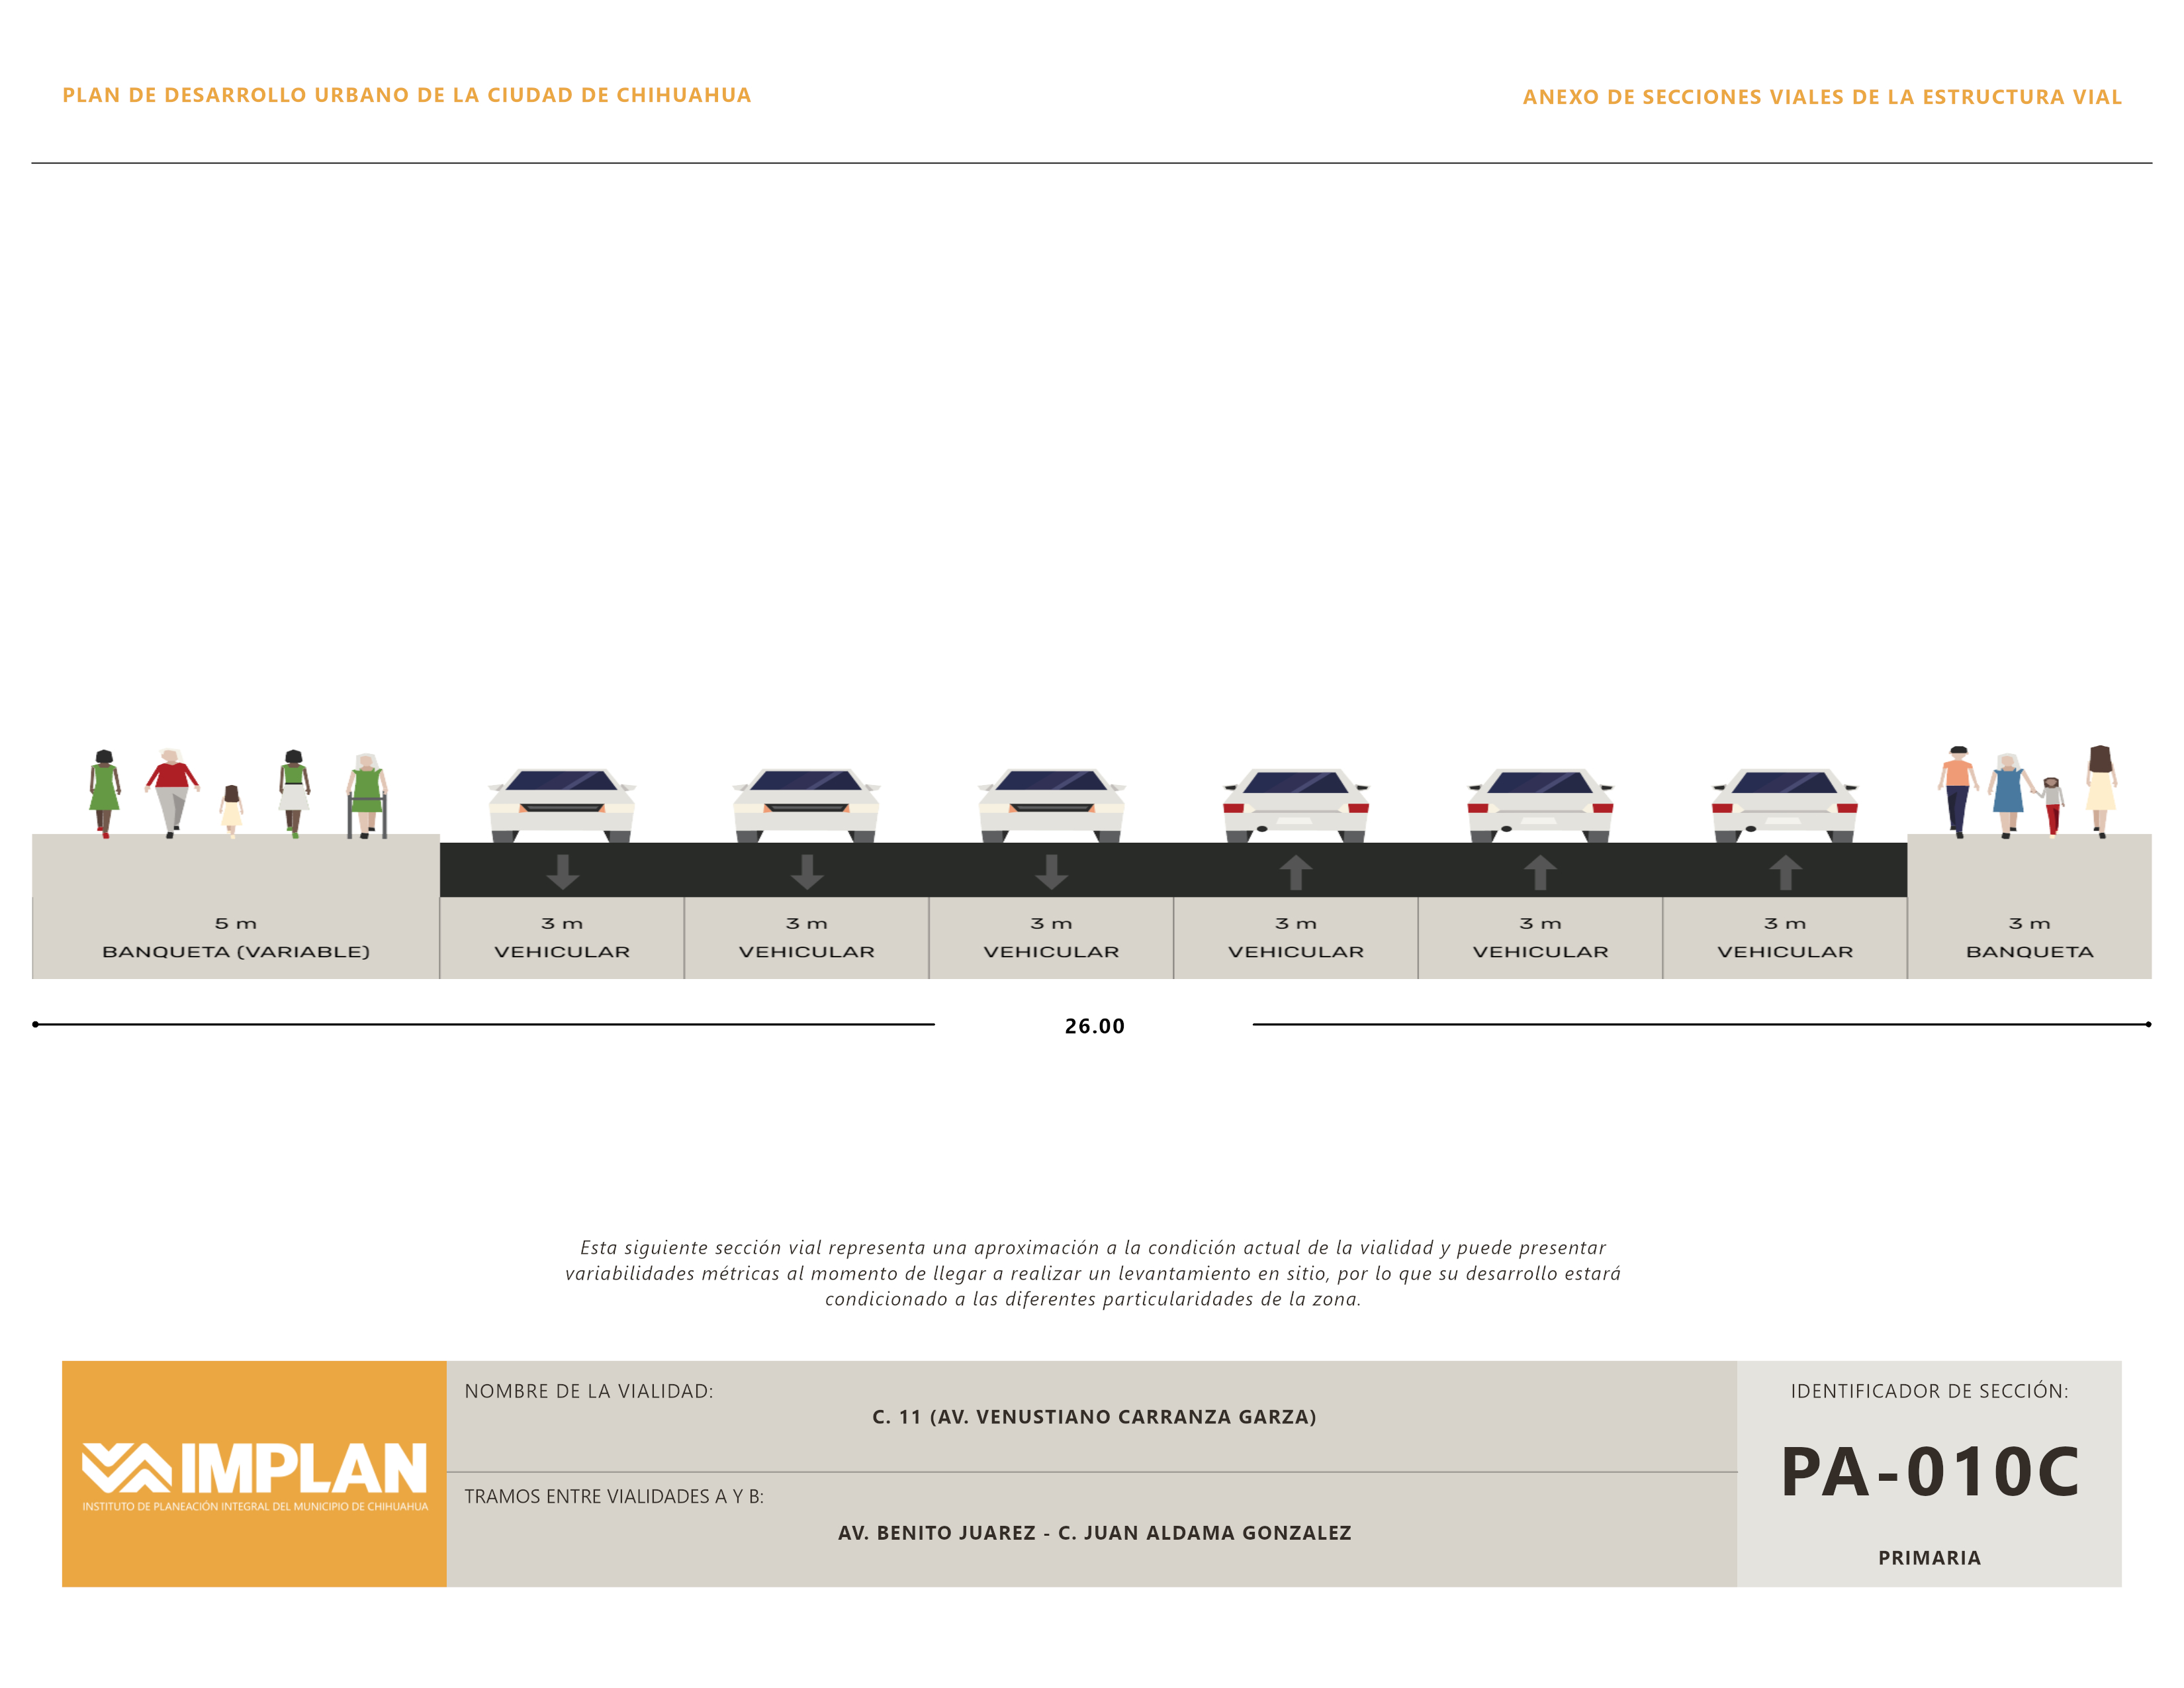 PLAN DE DESARROLLO URBANO DE LA CIUDAD DE CHIHUAHUA
ANEXO DE SECCIONES VIALES DE LA ESTRUCTURA VIAL
5 m
BANQUETA (VARIABLE)
3 m
VEHICULAR
3 m
VEHICULAR
3 m
VEHICULAR
3 m
VEHICULAR
3 m
VEHICULAR
3 m
VEHICULAR
3 m
BANQUETA
26.00
Esta siguiente sección vial representa una aproximación a la condición actual de la vialidad y puede presentar
variabilidades métricas al momento de llegar a realizar un levantamiento en sitio, por lo que su desarrollo estará
condicionado a las diferentes particularidades de la zona.
IMPLAN
INSTITUTO DE PLANEACIÓN INTEGRAL DEL MUNICIPIO DE CHIHUAHUA
NOMBRE DE LA VIALIDAD:
C. 11 (AV. VENUSTIANO CARRANZA GARZA)
TRAMOS ENTRE VIALIDADES A Y B:
AV. BENITO JUAREZ - C. JUAN ALDAMA GONZALEZ
IDENTIFICADOR DE SECCIÓN:
PA-010C
PRIMARIA